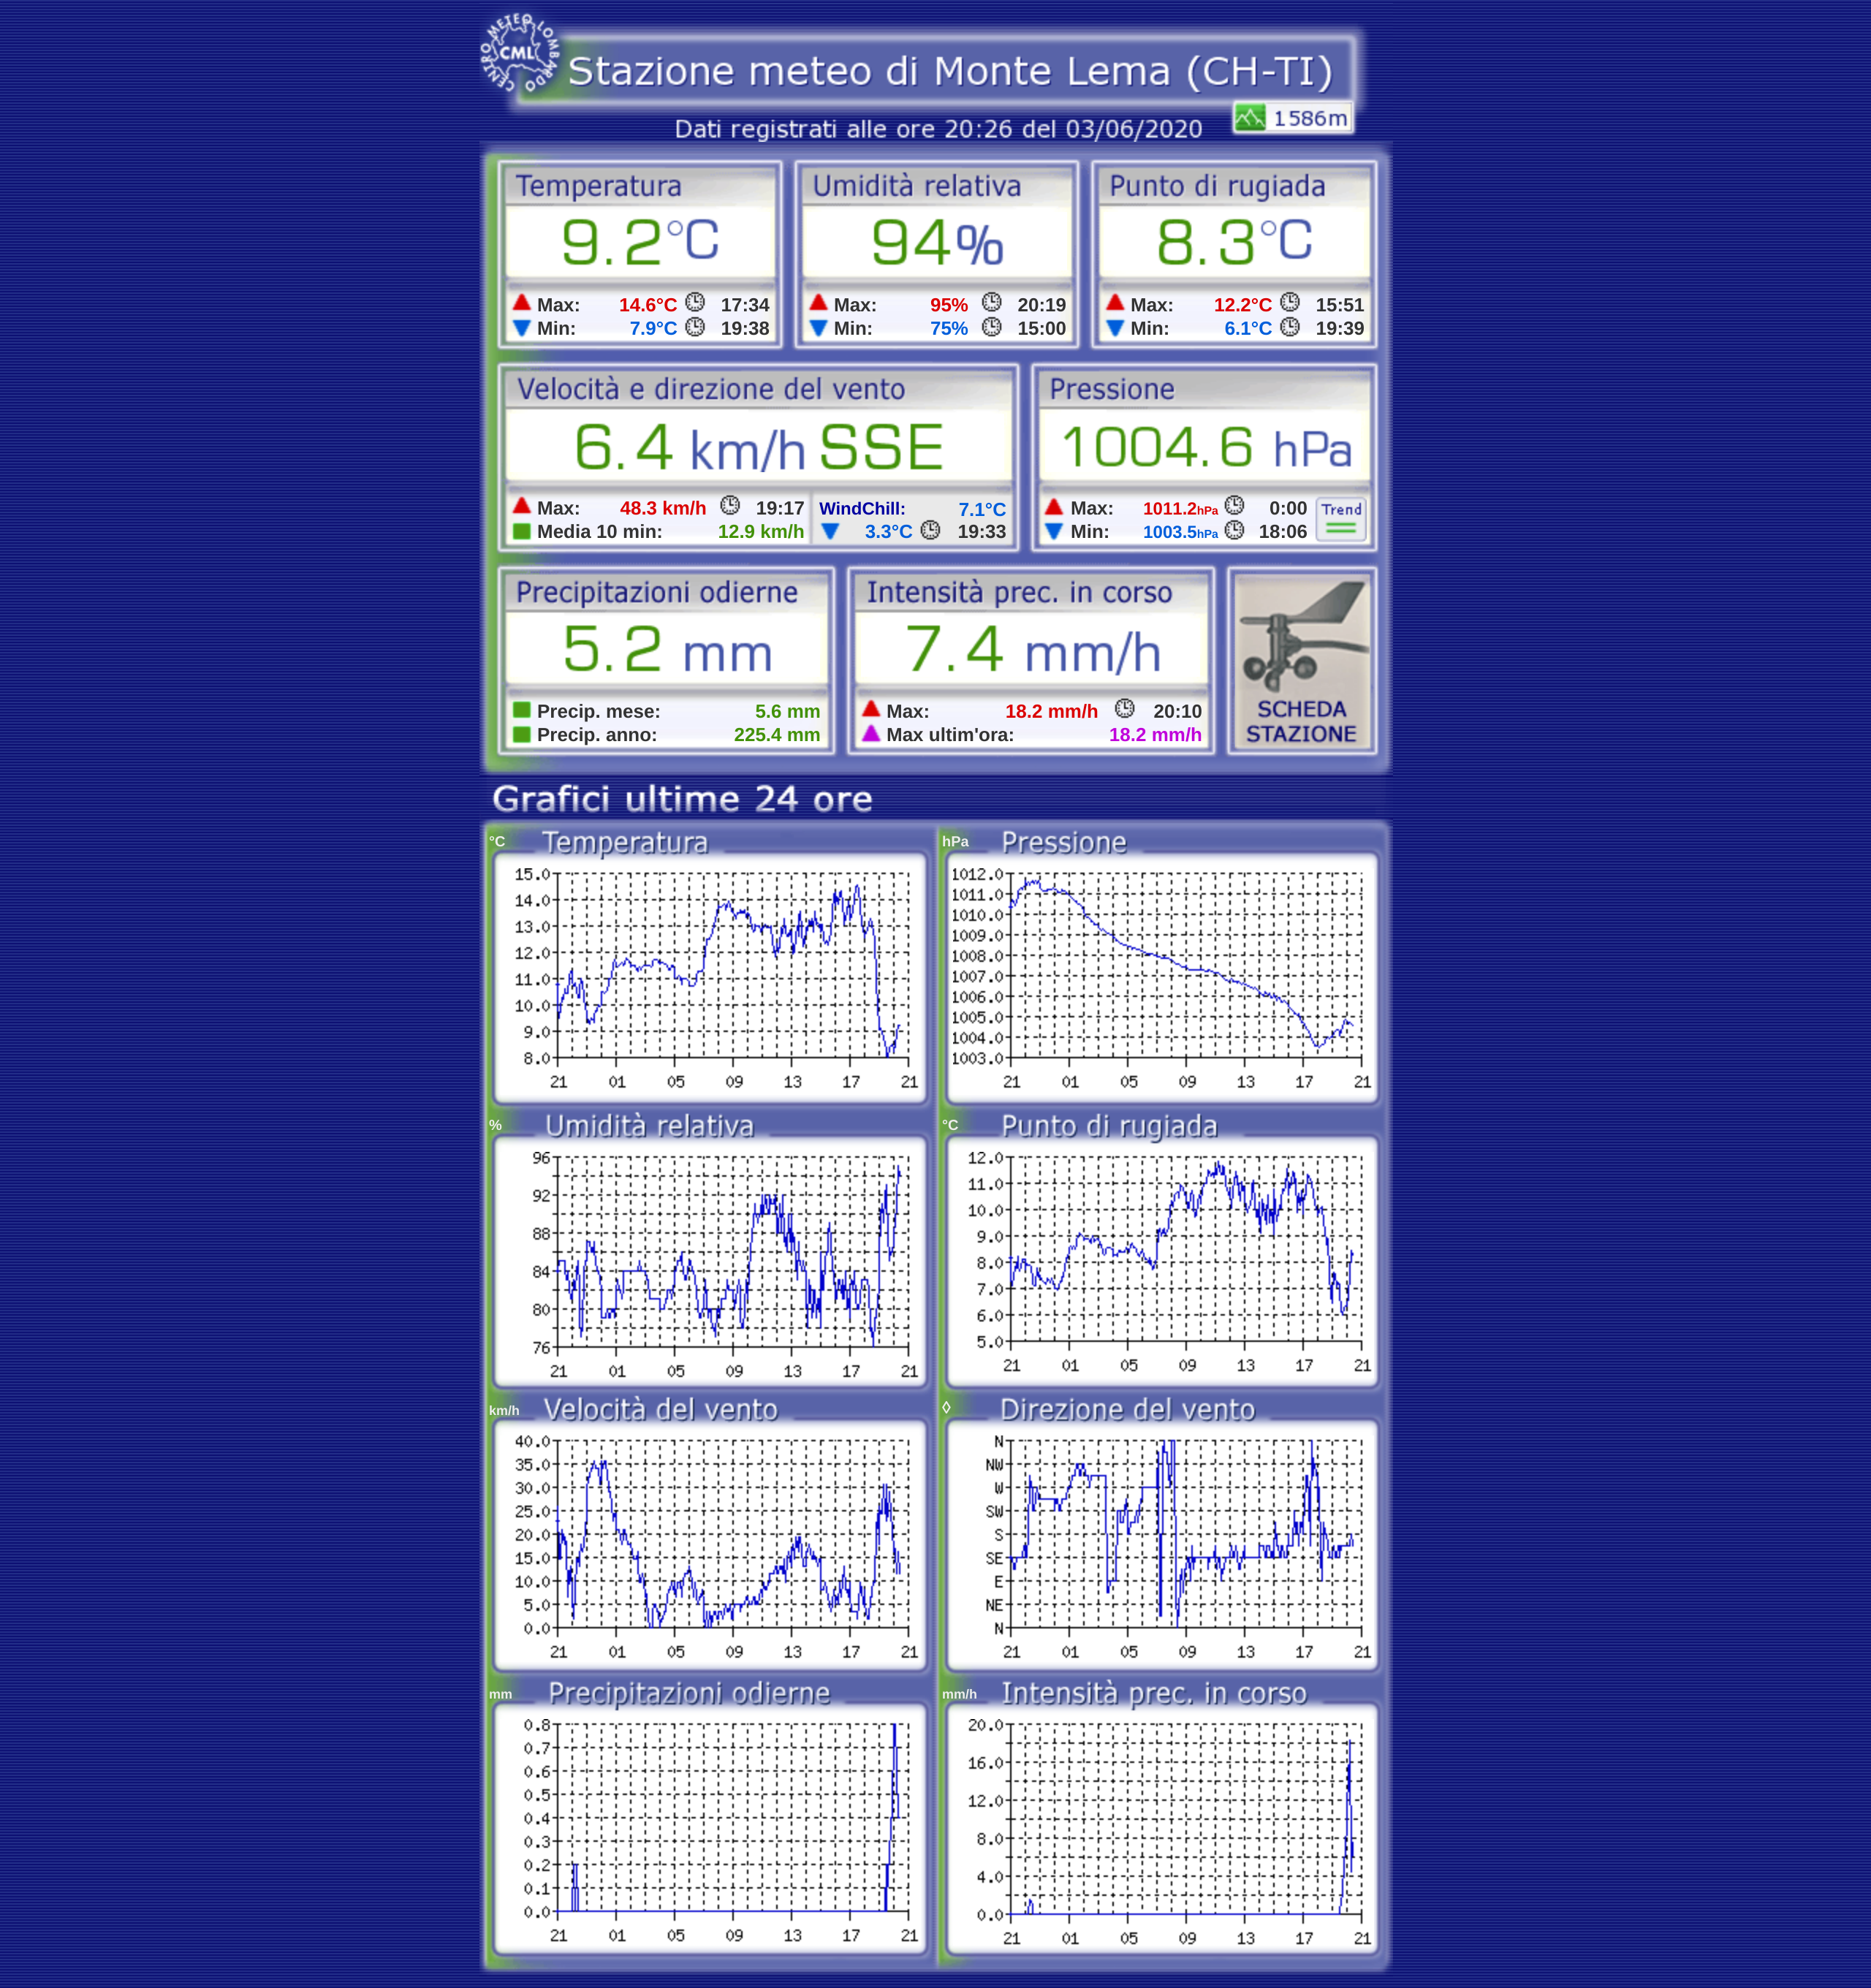 CENTRO METEO LOMBARDO
CML
Stazione meteo di Monte Lema (CH-TI)
1586m
Dati registrati alle ore 20:26 del 03/06/2020
Temperatura
9.2°C
Max: 14.6°C 17:34
Min: 7.9°C 19:38
Umidità relativa
94%
Max: 95% 20:19
Min: 75% 15:00
Punto di rugiada
8.3°C
Max: 12.2°C 15:51
Min: 6.1°C 19:39
Velocità e direzione del vento
6.4 km/h SSE
Max: 48.3 km/h 19:17
Media 10 min: 12.9 km/h
WindChill: 7.1°C
3.3°C 19:33
Pressione
1004.6 hPa
Max: 1011.2hPa 0:00
Min: 1003.5hPa 18:06
Trend
Precipitazioni odierne
5.2 mm
Precip. mese: 5.6 mm
Precip. anno: 225.4 mm
Intensità prec. in corso
7.4 mm/h
Max: 18.2 mm/h 20:10
Max ultim'ora: 18.2 mm/h
SCHEDA
STAZIONE
Grafici ultime 24 ore
°C Temperatura
15.0
14.0
13.0
12.0
11.0
10.0
9.0
8.0
21 01 05 09 13 17 21
hPa Pressione
1012.0
1011.0
1010.0
1009.0
1008.0
1007.0
1006.0
1005.0
1004.0
1003.0
21 01 05 09 13 17 21
% Umidità relativa
96
92
88
84
80
76
21 01 05 09 13 17 21
°C Punto di rugiada
12.0
11.0
10.0
9.0
8.0
7.0
6.0
5.0
21 01 05 09 13 17 21
km/h Velocità del vento
40.0
35.0
30.0
25.0
20.0
15.0
10.0
5.0
0.0
21 01 05 09 13 17 21
◊ Direzione del vento
N
NW
W
SW
S
SE
E
NE
N
21 01 05 09 13 17 21
mm Precipitazioni odierne
0.8
0.7
0.6
0.5
0.4
0.3
0.2
0.1
0.0
21 01 05 09 13 17 21
mm/h Intensità prec. in corso
20.0
16.0
12.0
8.0
4.0
0.0
21 01 05 09 13 17 21